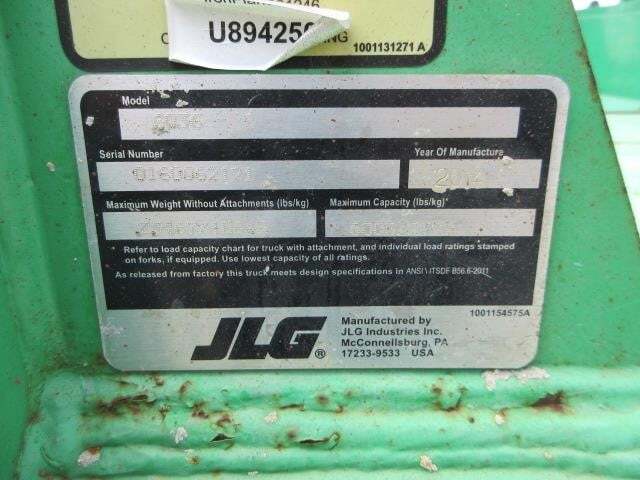 U894259
1001131271 A
Model
6036
Serial Number
0160062121
Year Of Manufacture
Maximum Weight Without Attachments (lbs/kg)
Maximum Capacity (lbs/kg)*
* Refer to load capacity chart for truck with attachment, and individual load ratings stamped
on forks, if equipped. Use lowest capacity of all ratings.
As released from factory this truck meets design specifications in ANSI \ ITSDF B56.6-2011
1001154575A
JLG®
Manufactured by
JLG Industries Inc.
McConnellsburg, PA
17233-9533 USA